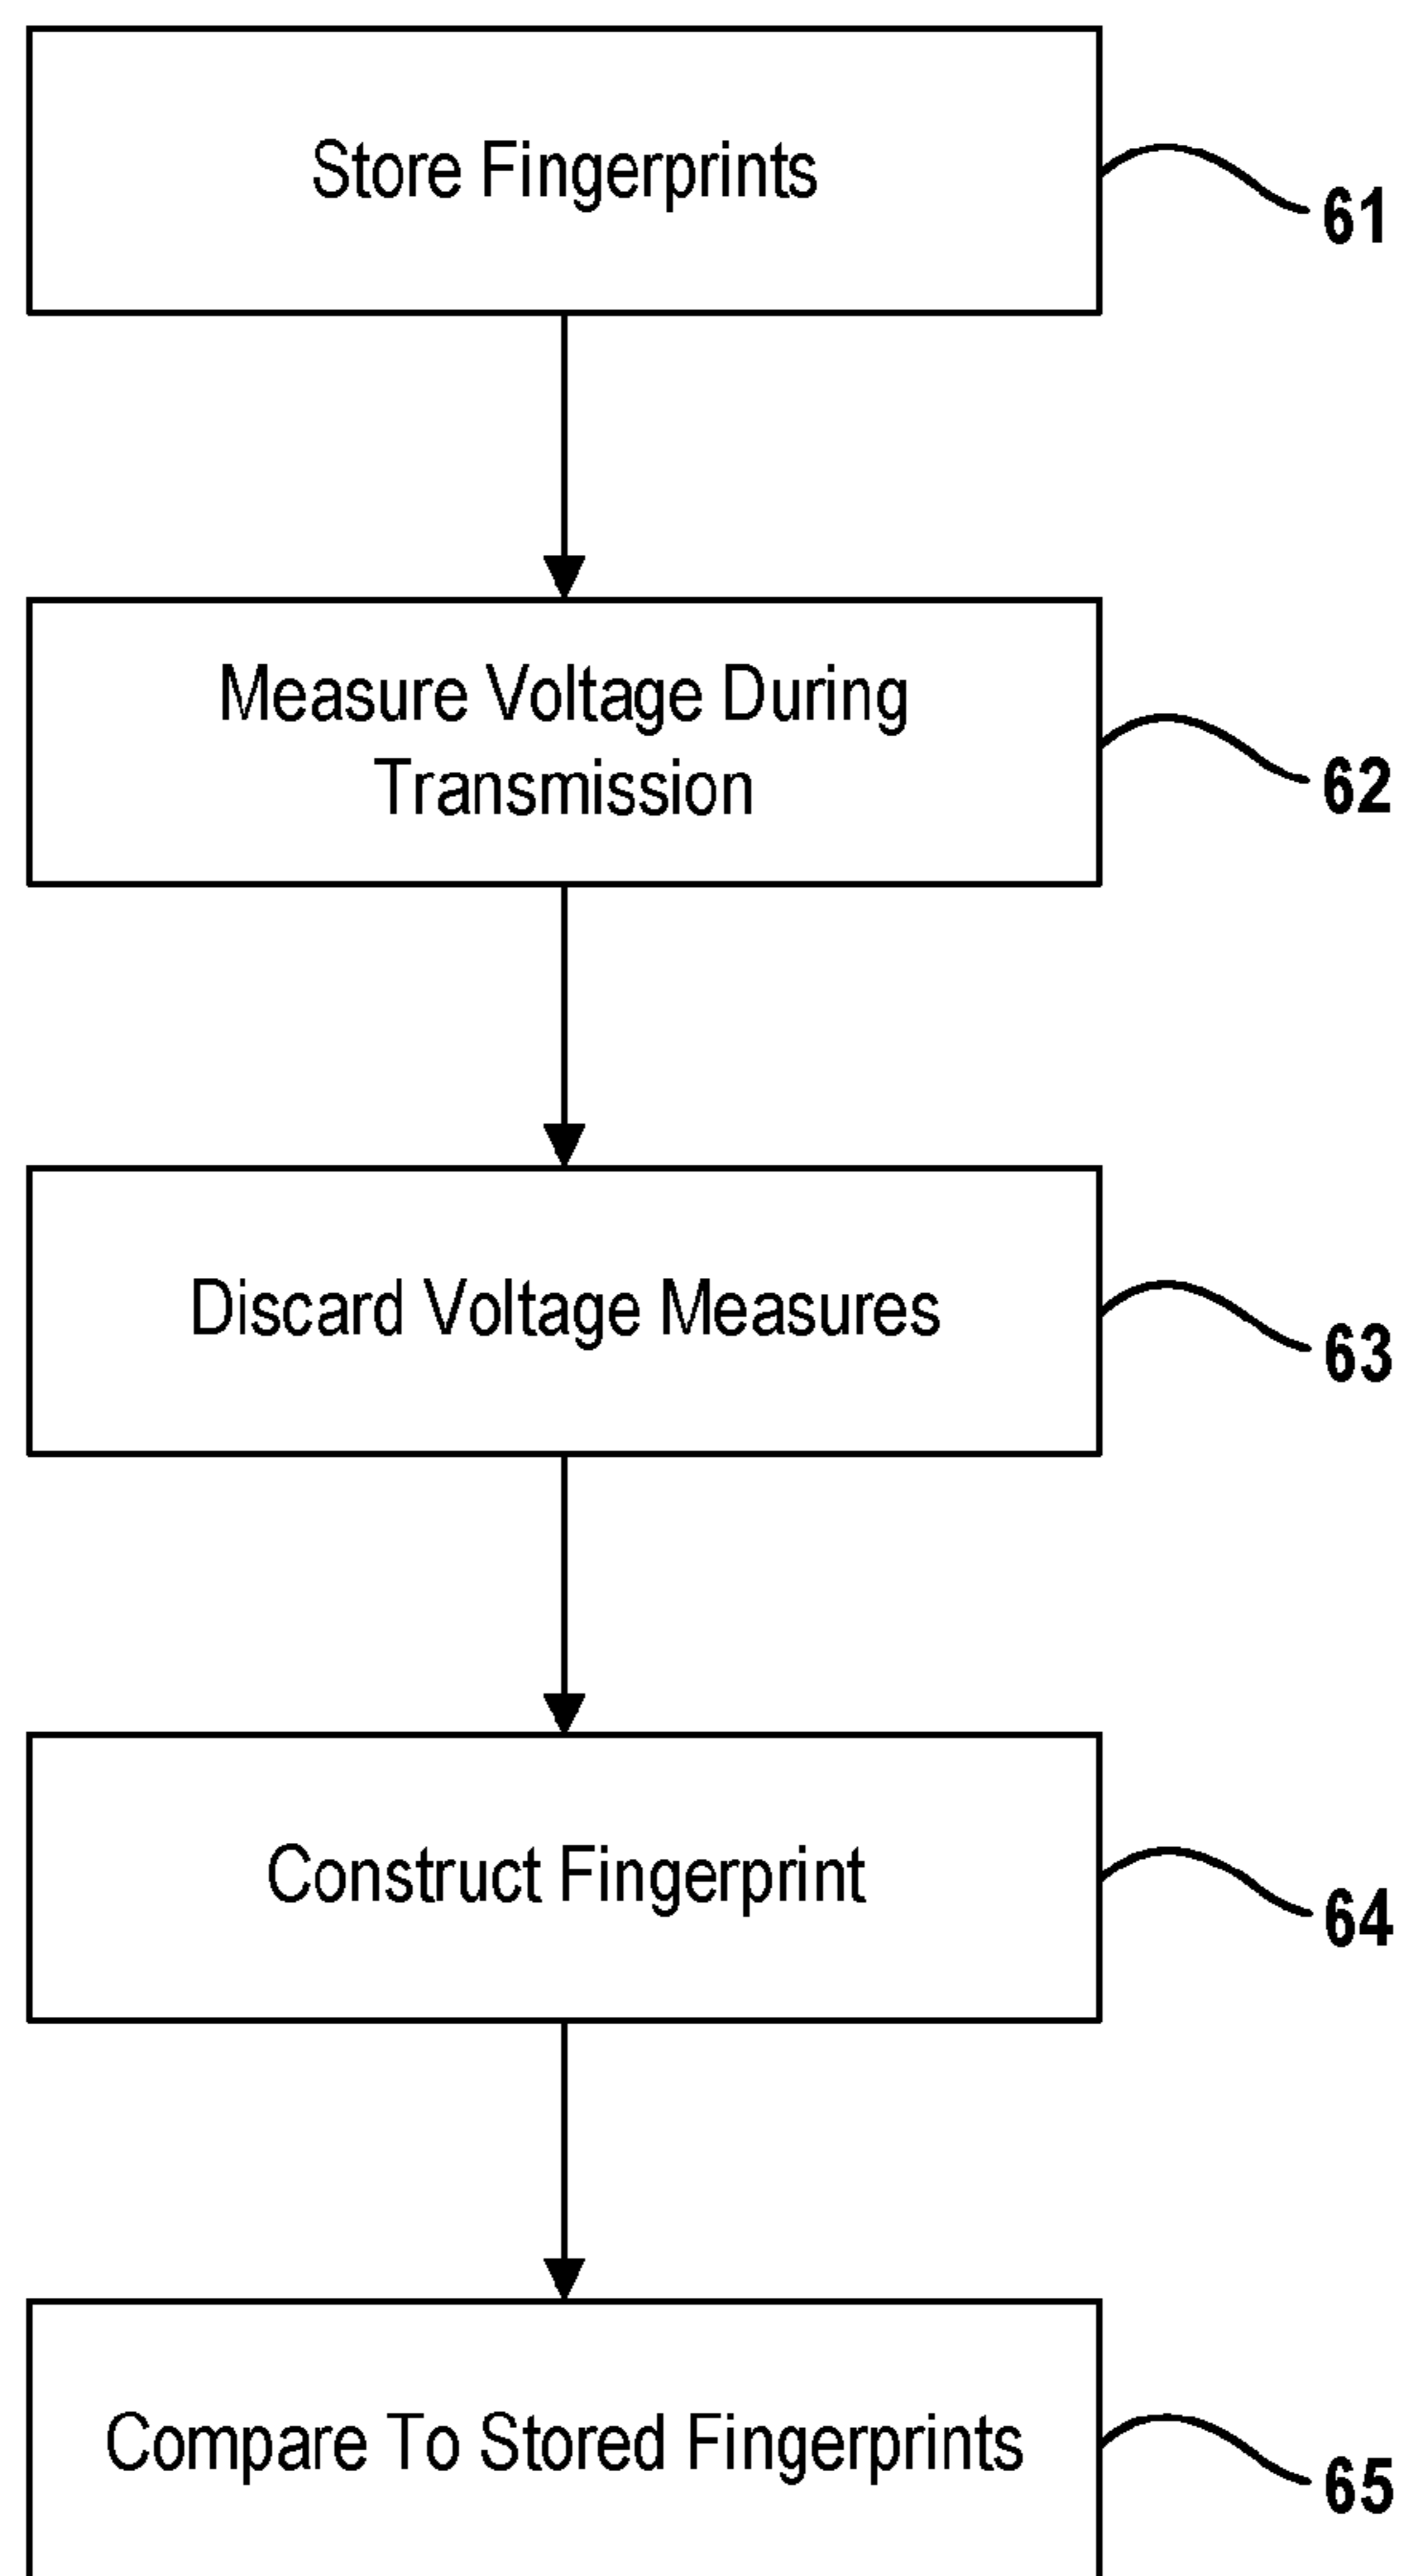 Store Fingerprints
61
Measure Voltage During
Transmission
62
Discard Voltage Measures
63
Construct Fingerprint
64
Compare To Stored Fingerprints
65